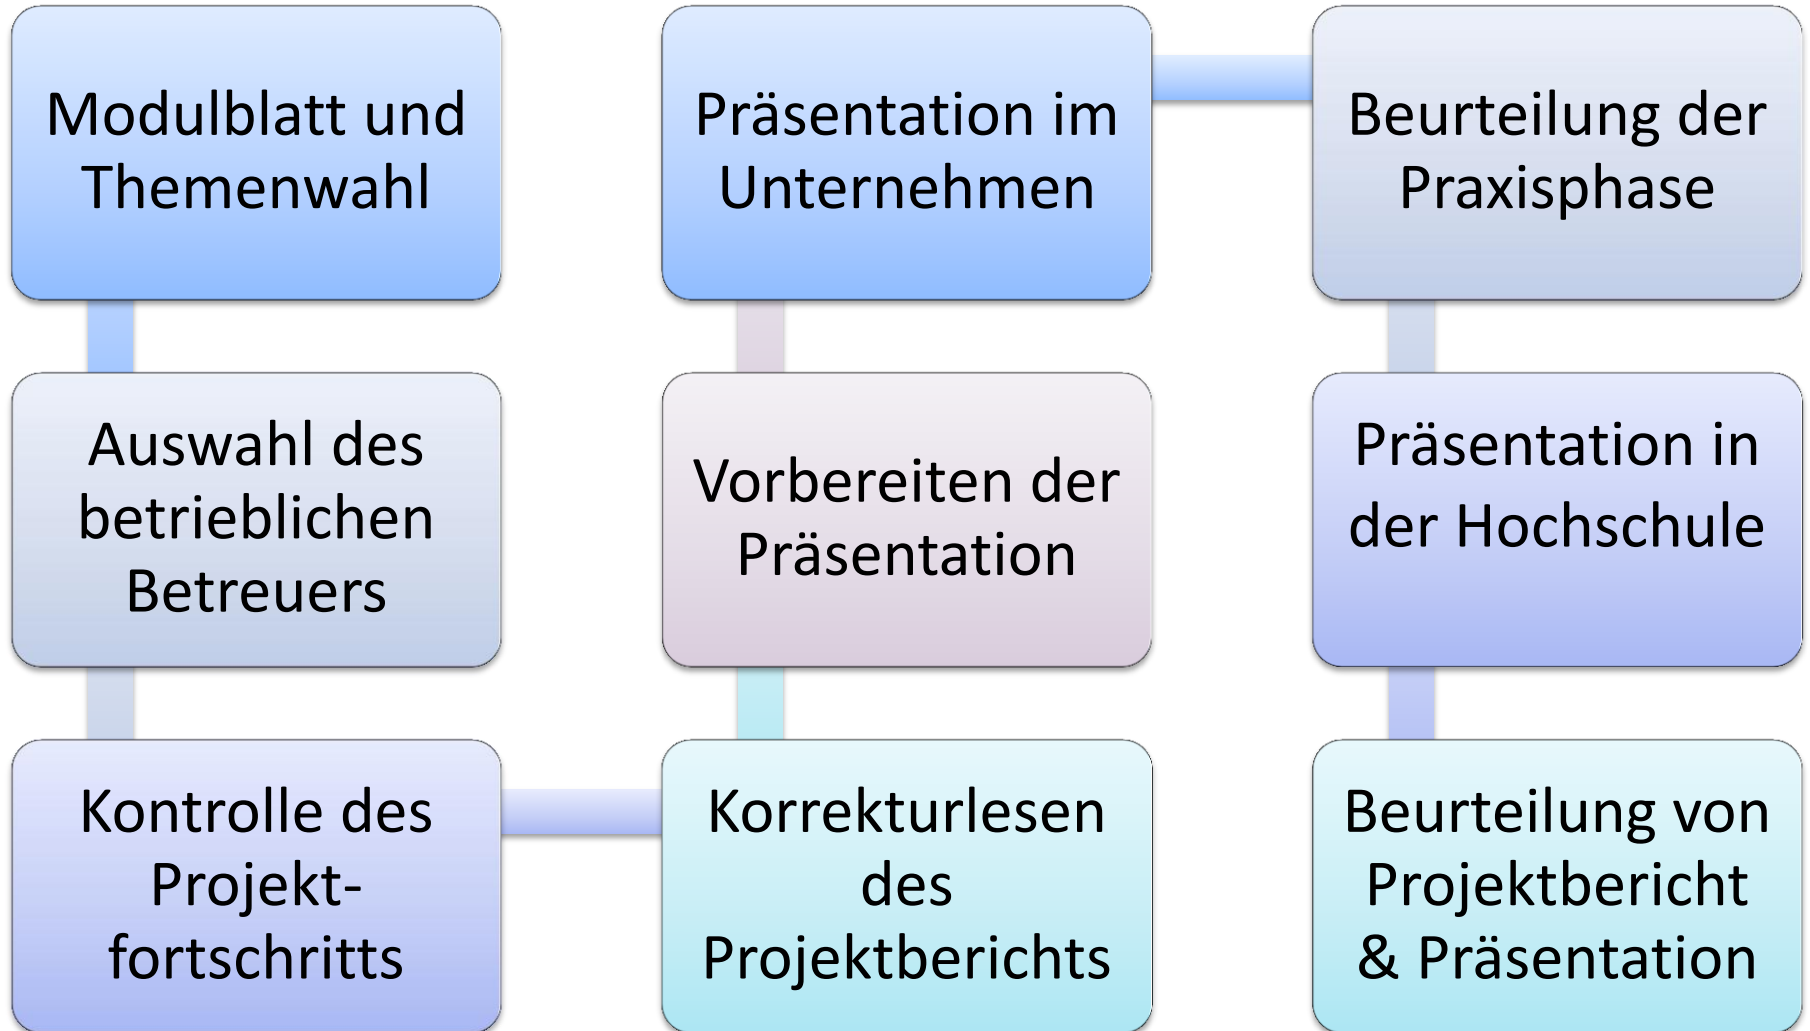 Modulblatt und
Themenwahl
Auswahl des
betrieblichen
Betreuers
Kontrolle des
Projekt-
fortschritts
Korrekturlesen
des
Projektberichts
Vorbereiten der
Präsentation
Präsentation im
Unternehmen
Beurteilung der
Praxisphase
Präsentation in
der Hochschule
Beurteilung von
Projektbericht
& Präsentation